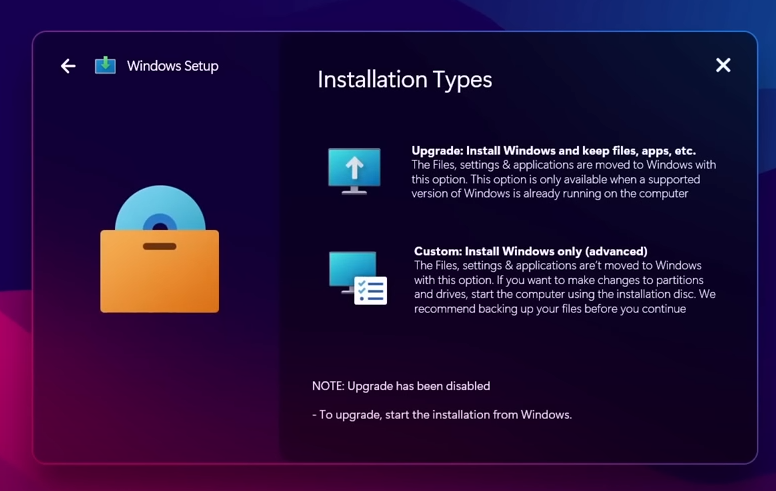 Windows Setup
Installation Types
Upgrade: Install Windows and keep files, apps, etc.
The Files, settings & applications are moved to Windows with
this option. This option is only available when a supported
version of Windows is already running on the computer
Custom: Install Windows only (advanced)
The Files, settings & applications are't moved to Windows
with this option. If you want to make changes to partitions
and drives, start the computer using the installation disc. We
recommend backing up your files before you continue
NOTE: Upgrade has been disabled
- To upgrade, start the installation from Windows.